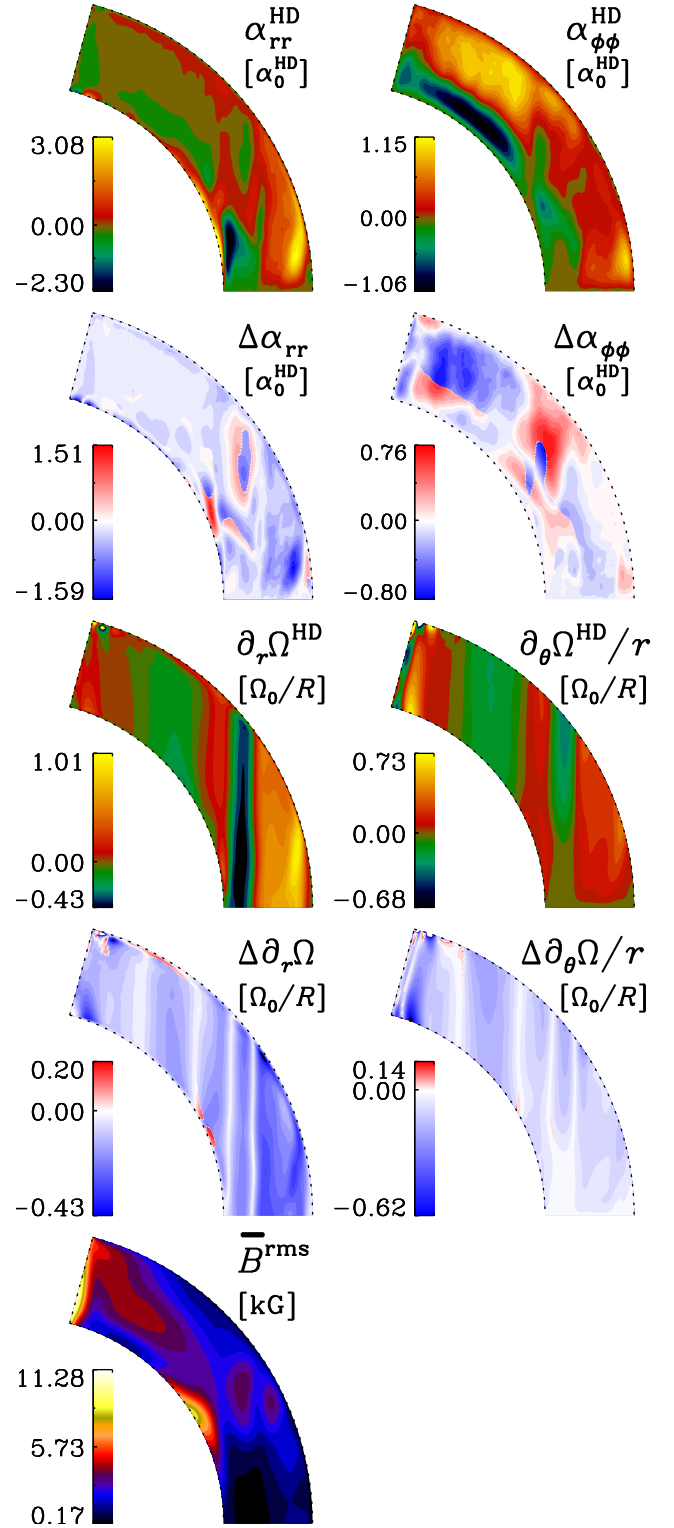 α_rr^HD
[α_0^HD]
3.08
0.00
−2.30
α_ϕϕ^HD
[α_0^HD]
1.15
0.00
−1.06
Δα_rr
[α_0^HD]
1.51
0.00
−1.59
Δα_ϕϕ
[α_0^HD]
0.76
0.00
−0.80
∂_rΩ^HD
[Ω_0/R]
1.01
0.00
−0.43
∂_θΩ^HD/r
[Ω_0/R]
0.73
0.00
−0.68
Δ∂_rΩ
[Ω_0/R]
0.20
0.00
−0.43
Δ∂_θΩ/r
[Ω_0/R]
0.14
0.00
−0.62
B̅^rms
[kG]
11.28
5.73
0.17